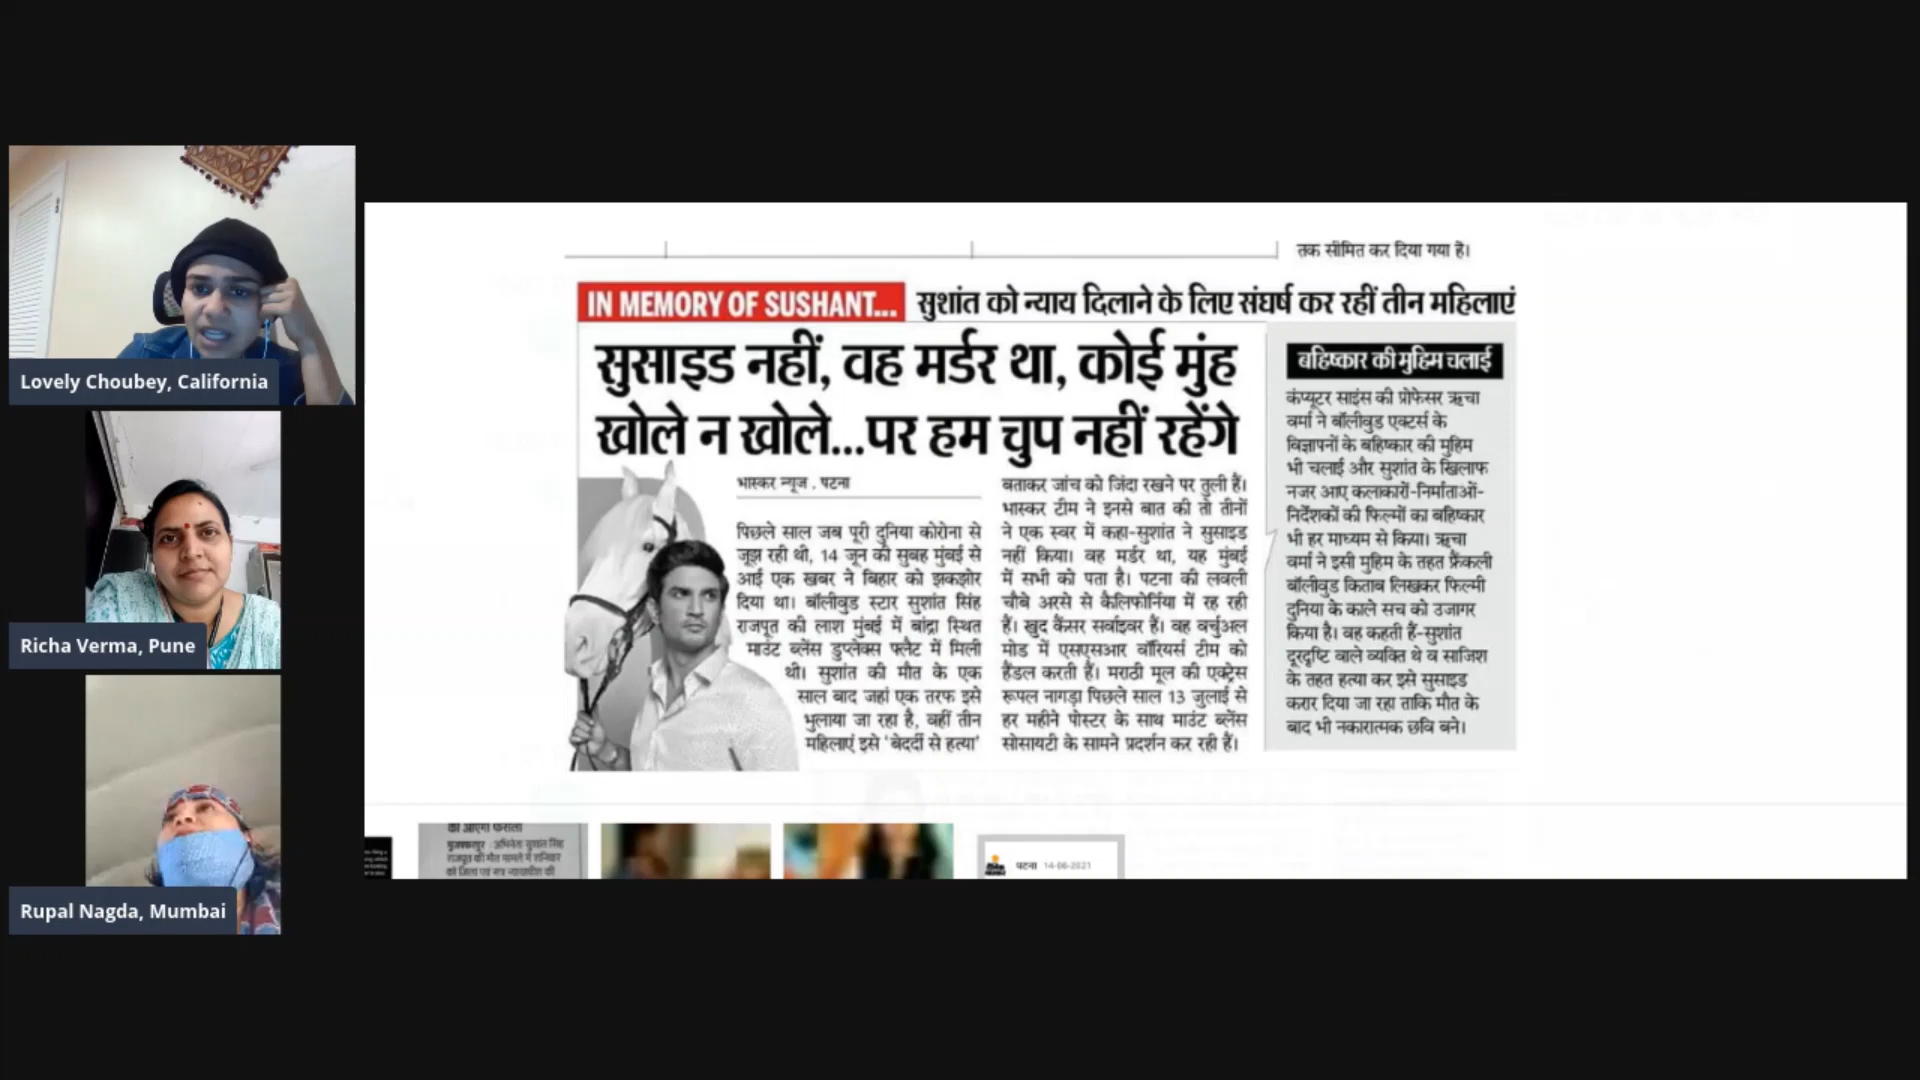 Lovely Choubey, California
Richa Verma, Pune
Rupal Nagda, Mumbai
तक सीमित कर दिया गया है।
IN MEMORY OF SUSHANT... सुशांत को न्याय दिलाने के लिए संघर्ष कर रहीं तीन महिलाएं
सुसाइड नहीं, वह मर्डर था, कोई मुंह
खोले न खोले...पर हम चुप नहीं रहेंगे
भास्कर न्यूज . पटना
पिछले साल जब पूरी दुनिया कोरोना से
जूझ रही थी, 14 जून की सुबह मुंबई से
आई एक खबर ने बिहार को झकझोर
दिया था। बॉलीवुड स्टार सुशांत सिंह
राजपूत की लाश मुंबई में बांद्रा स्थित
माउंट ब्लेंस डुप्लेक्स फ्लैट में मिली
थी। सुशांत की मौत के एक
साल बाद जहां एक तरफ इसे
भुलाया जा रहा है, वहीं तीन
महिलाएं इसे 'बेदर्दी से हत्या'
बताकर जांच को जिंदा रखने पर तुली हैं।
भास्कर टीम ने इनसे बात की तो तीनों
ने एक स्वर में कहा-सुशांत ने सुसाइड
नहीं किया। वह मर्डर था, यह मुंबई
में सभी को पता है। पटना की लवली
चौबे अरसे से कैलिफोर्निया में रह रही
हैं। खुद कैंसर सर्वाइवर हैं। वह वर्चुअल
मोड में एसएसआर वॉरियर्स टीम को
हैंडल करती हैं। मराठी मूल की एक्ट्रेस
रूपल नागड़ा पिछले साल 13 जुलाई से
हर महीने पोस्टर के साथ माउंट ब्लेंस
सोसायटी के सामने प्रदर्शन कर रही हैं।
बहिष्कार की मुहिम चलाई
कंप्यूटर साइंस की प्रोफेसर ऋचा
वर्मा ने बॉलीवुड एक्टर्स के
विज्ञापनों के बहिष्कार की मुहिम
भी चलाई और सुशांत के खिलाफ
नजर आए कलाकारों-निर्माताओं-
निर्देशकों की फिल्मों का बहिष्कार
भी हर माध्यम से किया। ऋचा
वर्मा ने इसी मुहिम के तहत फ्रैंकली
बॉलीवुड किताब लिखकर फिल्मी
दुनिया के काले सच को उजागर
किया है। वह कहती हैं-सुशांत
दूरदृष्टि वाले व्यक्ति थे व साजिश
के तहत हत्या कर इसे सुसाइड
करार दिया जा रहा ताकि मौत के
बाद भी नकारात्मक छवि बने।
मुजफ्फरपुर : अभिनेता सुशांत सिंह
राजपूत की मौत मामले में शनिवार
पटना 14-06-2021